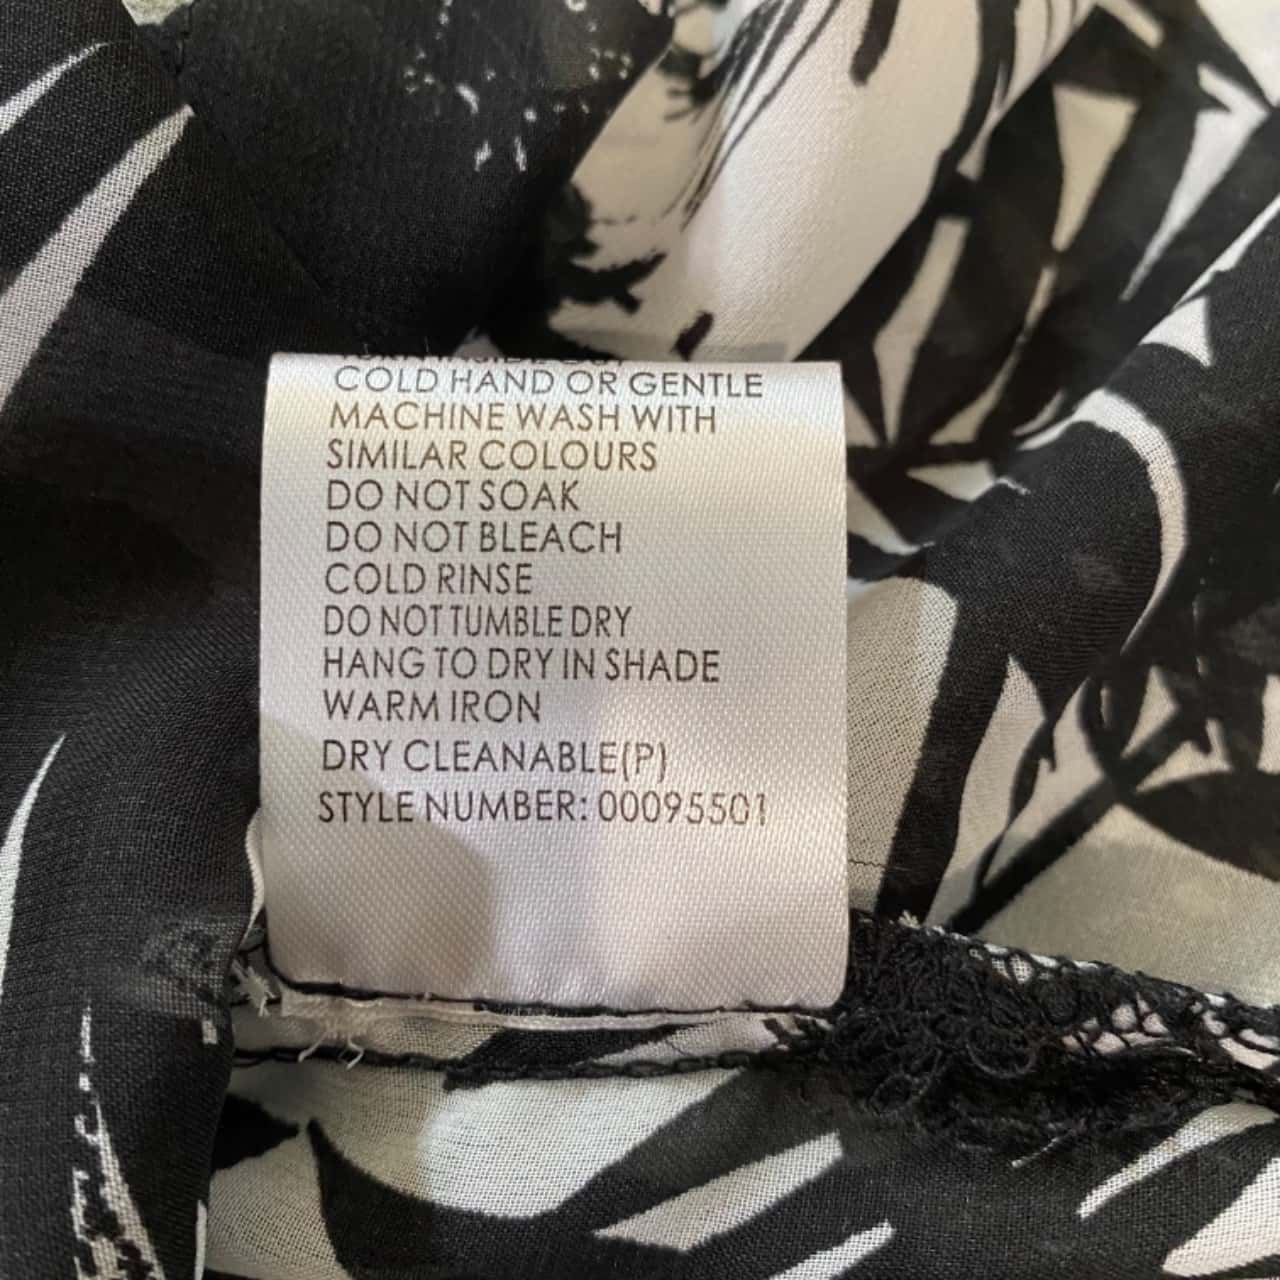 COLD HAND OR GENTLE
MACHINE WASH WITH
SIMILAR COLOURS
DO NOT SOAK
DO NOT BLEACH
COLD RINSE
DO NOT TUMBLE DRY
HANG TO DRY IN SHADE
WARM IRON
DRY CLEANABLE(P)
STYLE NUMBER: 00095501